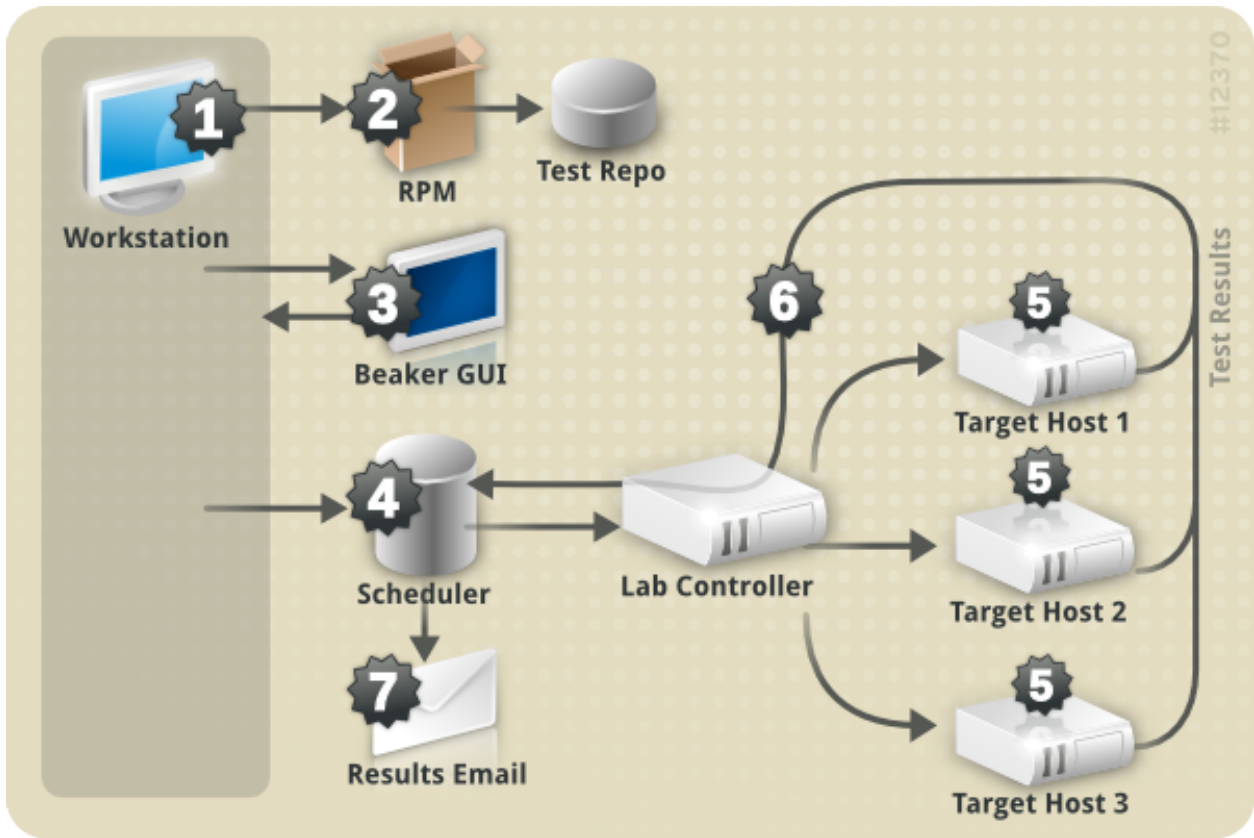 #12370
1
Workstation
2
RPM
Test Repo
3
Beaker GUI
4
Scheduler
Lab Controller
5
Target Host 1
5
Target Host 2
5
Target Host 3
6
Test Results
7
Results Email